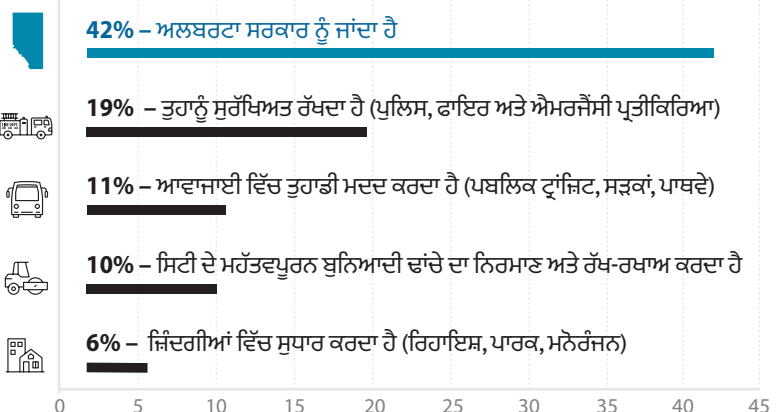 42% – ਅਲਬਰਟਾ ਸਰਕਾਰ ਨੂੰ ਜਾਂਦਾ ਹੈ
19% – ਤੁਹਾਨੂੰ ਸੁਰੱਖਿਅਤ ਰੱਖਦਾ ਹੈ (ਪੁਲਿਸ, ਫਾਇਰ ਅਤੇ ਐਮਰਜੈਂਸੀ ਪ੍ਰਤੀਕਿਰਿਆ)
11% – ਆਵਾਜਾਈ ਵਿੱਚ ਤੁਹਾਡੀ ਮਦਦ ਕਰਦਾ ਹੈ (ਪਬਲਿਕ ਟ੍ਰਾਂਜ਼ਿਟ, ਸੜਕਾਂ, ਪਾਥਵੇ)
10% – ਸਿਟੀ ਦੇ ਮਹੱਤਵਪੂਰਨ ਬੁਨਿਆਦੀ ਢਾਂਚੇ ਦਾ ਨਿਰਮਾਣ ਅਤੇ ਰੱਖ-ਰਖਾਅ ਕਰਦਾ ਹੈ
6% – ਜ਼ਿੰਦਗੀਆਂ ਵਿੱਚ ਸੁਧਾਰ ਕਰਦਾ ਹੈ (ਰਿਹਾਇਸ਼, ਪਾਰਕ, ਮਨੋਰੰਜਨ)
0 5 10 15 20 25 30 35 40 45